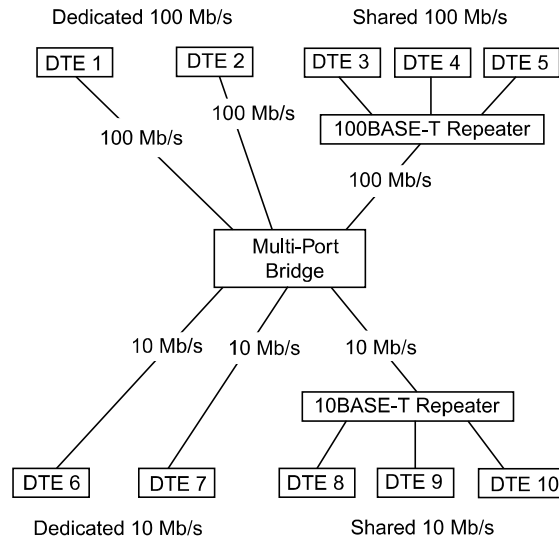 Dedicated 100 Mb/s
Shared 100 Mb/s
DTE 1
DTE 2
DTE 3
DTE 4
DTE 5
100 Mb/s
100 Mb/s
100BASE-T Repeater
100 Mb/s
Multi-Port
Bridge
10 Mb/s
10 Mb/s
10 Mb/s
10BASE-T Repeater
DTE 6
DTE 7
DTE 8
DTE 9
DTE 10
Dedicated 10 Mb/s
Shared 10 Mb/s